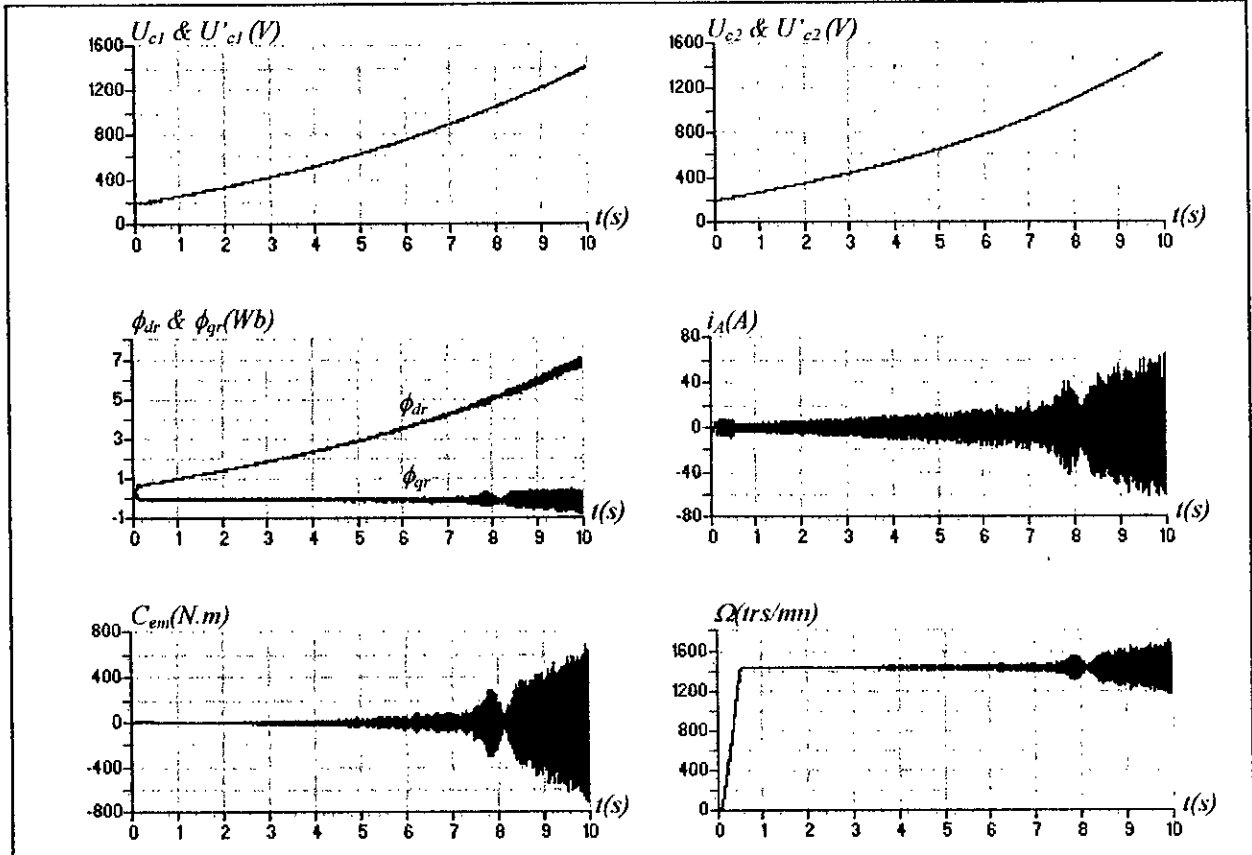 U_c1 & U'_c1 (V)
1600
1200
800
400
0
0 1 2 3 4 5 6 7 8 9 10
t(s)
U_c2 & U'_c2 (V)
1600
1200
800
400
0
0 1 2 3 4 5 6 7 8 9 10
t(s)
ϕ_dr & ϕ_qr (Wb)
7
5
3
1
-1
ϕ_dr
ϕ_qr
0 1 2 3 4 5 6 7 8 9 10
t(s)
i_A(A)
80
40
0
-40
-80
0 1 2 3 4 5 6 7 8 9 10
t(s)
C_em(N.m)
800
400
0
-400
-800
0 1 2 3 4 5 6 7 8 9 10
t(s)
Ω(trs/mn)
1600
1200
800
400
0
0 1 2 3 4 5 6 7 8 9 10
t(s)